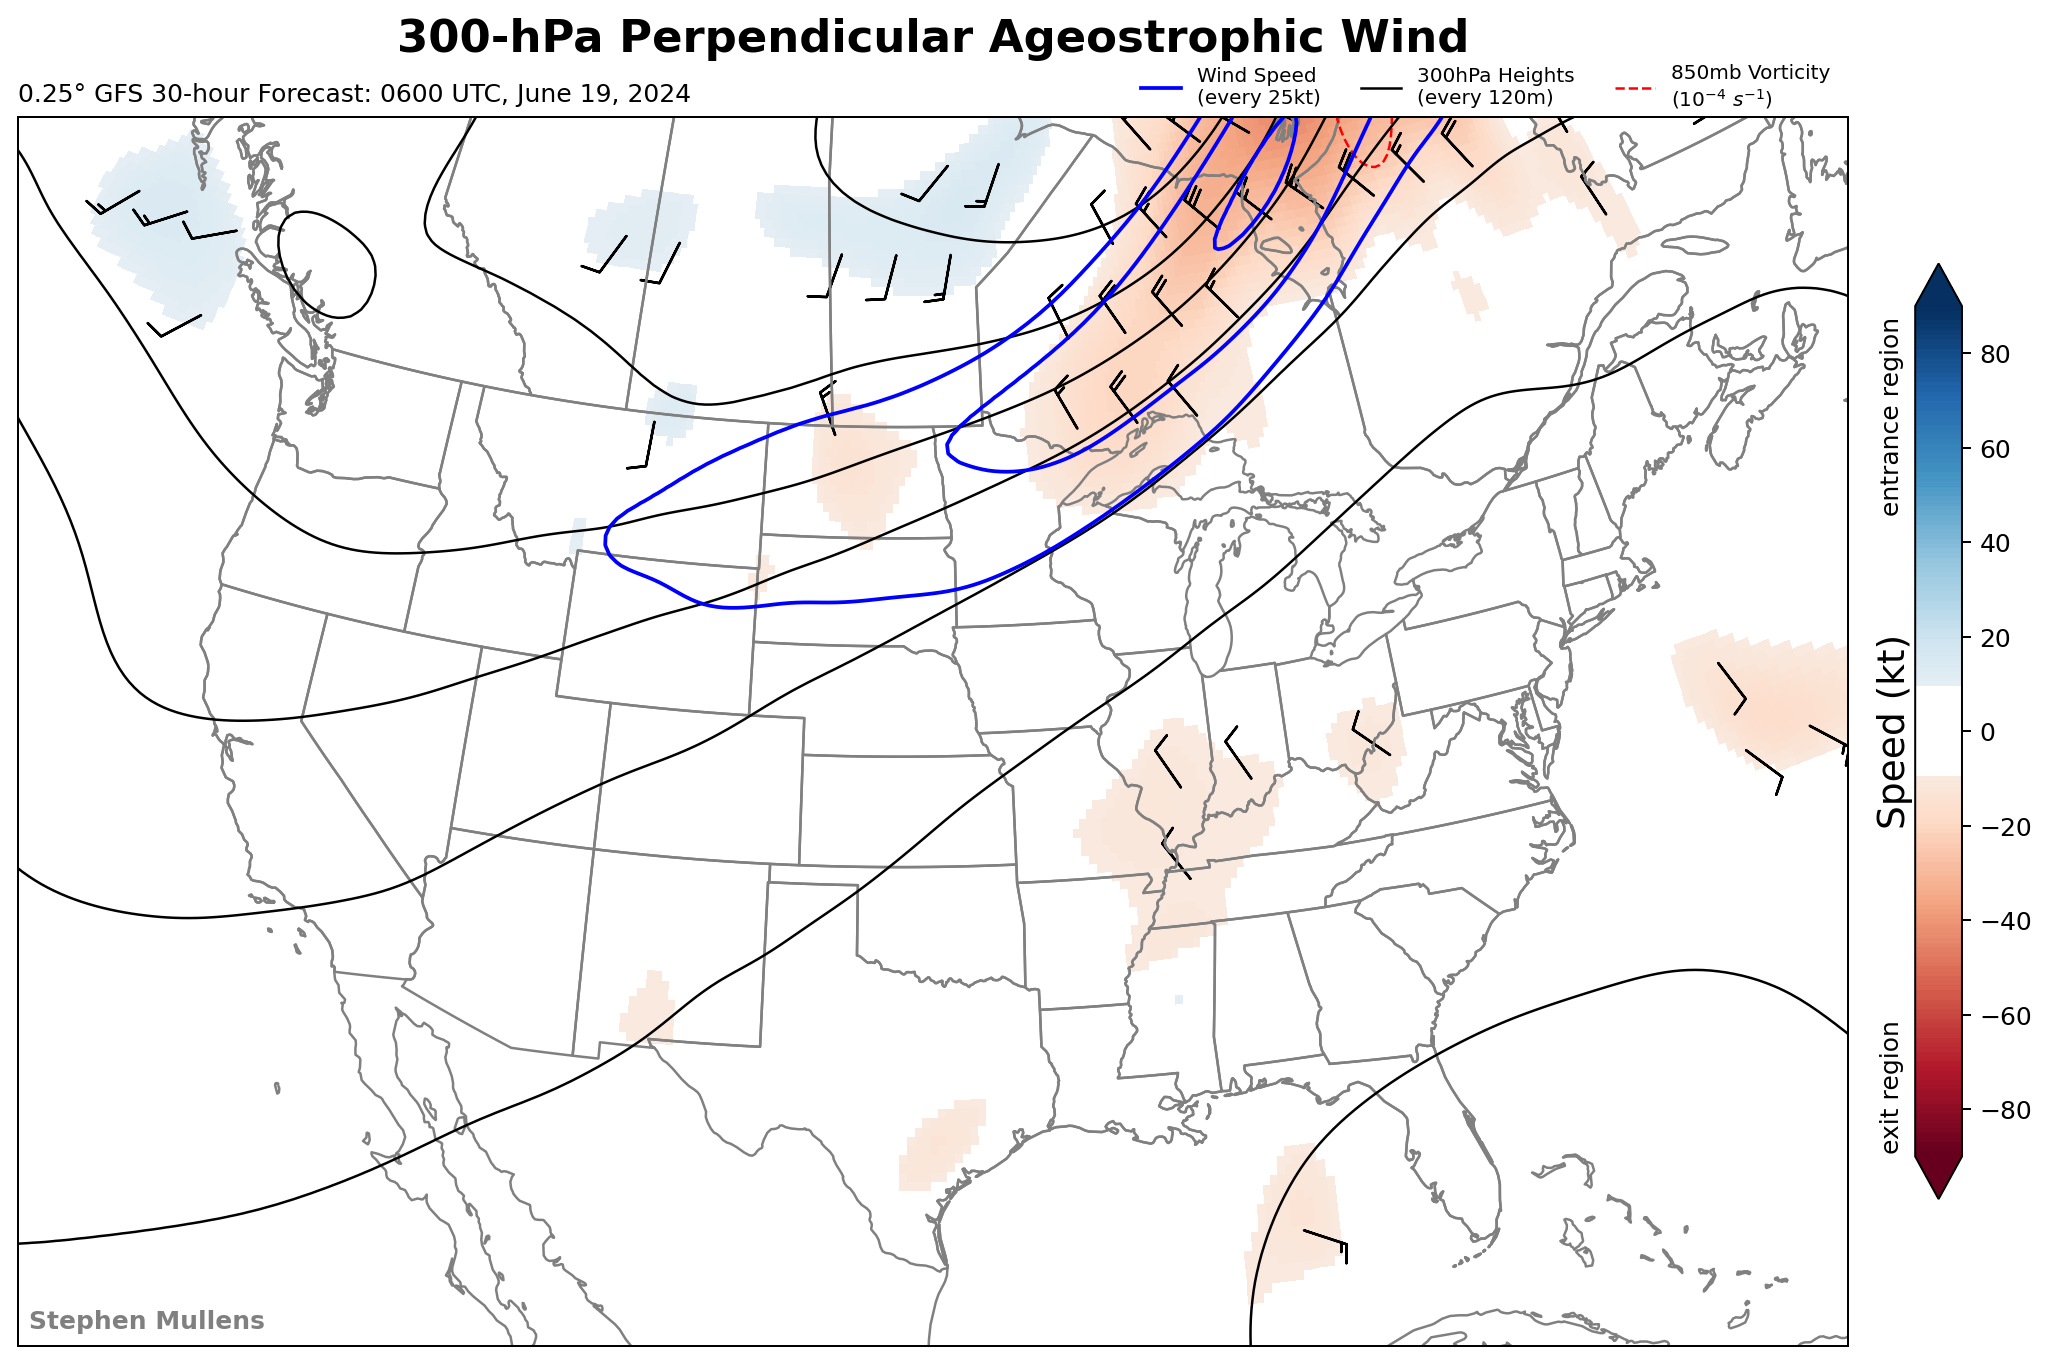 300-hPa Perpendicular Ageostrophic Wind
0.25° GFS 30-hour Forecast: 0600 UTC, June 19, 2024
Wind Speed
(every 25kt)
300hPa Heights
(every 120m)
850mb Vorticity
(10⁻⁴ s⁻¹)
entrance region
Speed (kt)
exit region
80
60
40
20
0
−20
−40
−60
−80
Stephen Mullens